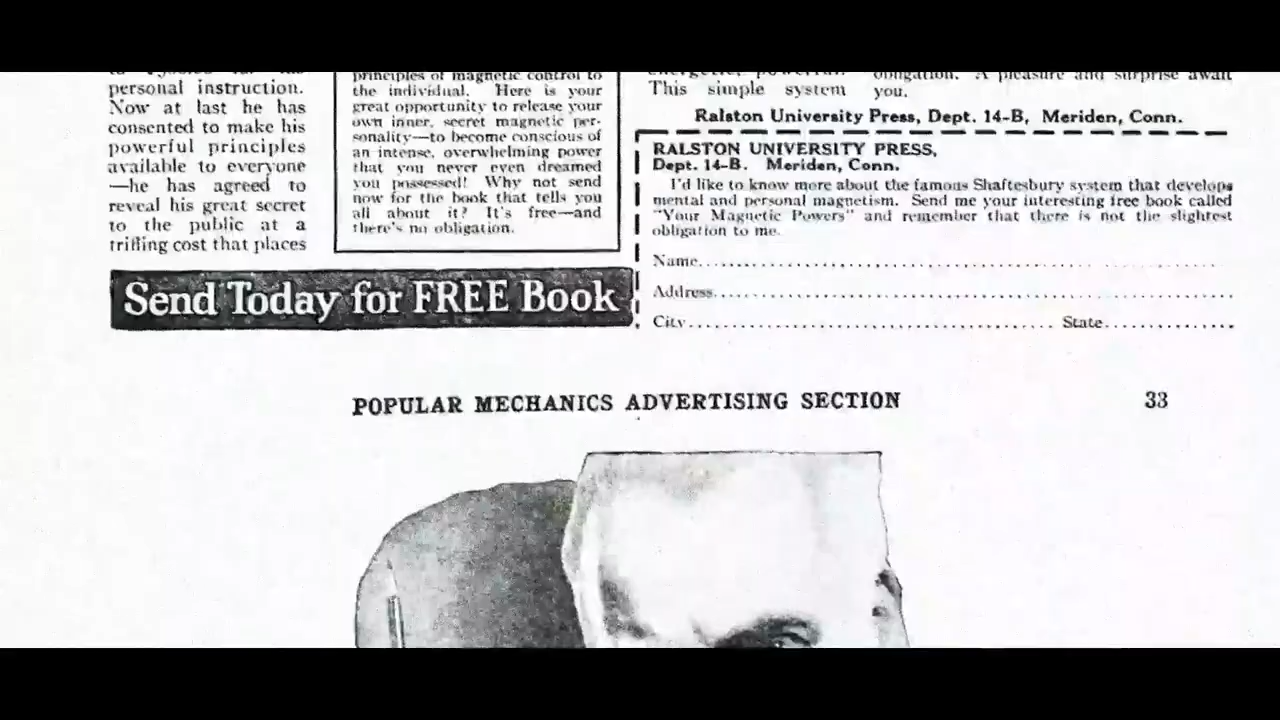 personal instruction.
Now at last he has
consented to make his
powerful principles
available to everyone
—he has agreed to
reveal his great secret
to the public at a
trifling cost that places
principles of magnetic control to
the individual. Here is your
great opportunity to release your
own inner, secret magnetic per-
sonality—to become conscious of
an intense, overwhelming power
that you never even dreamed
you possessed! Why not send
now for the book that tells you
all about it? It's free—and
there's no obligation.
Send Today for FREE Book
This simple system
obligation. A pleasure and surprise await
you.
Ralston University Press, Dept. 14-B, Meriden, Conn.
RALSTON UNIVERSITY PRESS,
Dept. 14-B. Meriden, Conn.
I'd like to know more about the famous Shaftesbury system that develops
mental and personal magnetism. Send me your interesting free book called
"Your Magnetic Powers" and remember that there is not the slightest
obligation to me.
Name
Address
City State
POPULAR MECHANICS ADVERTISING SECTION 33